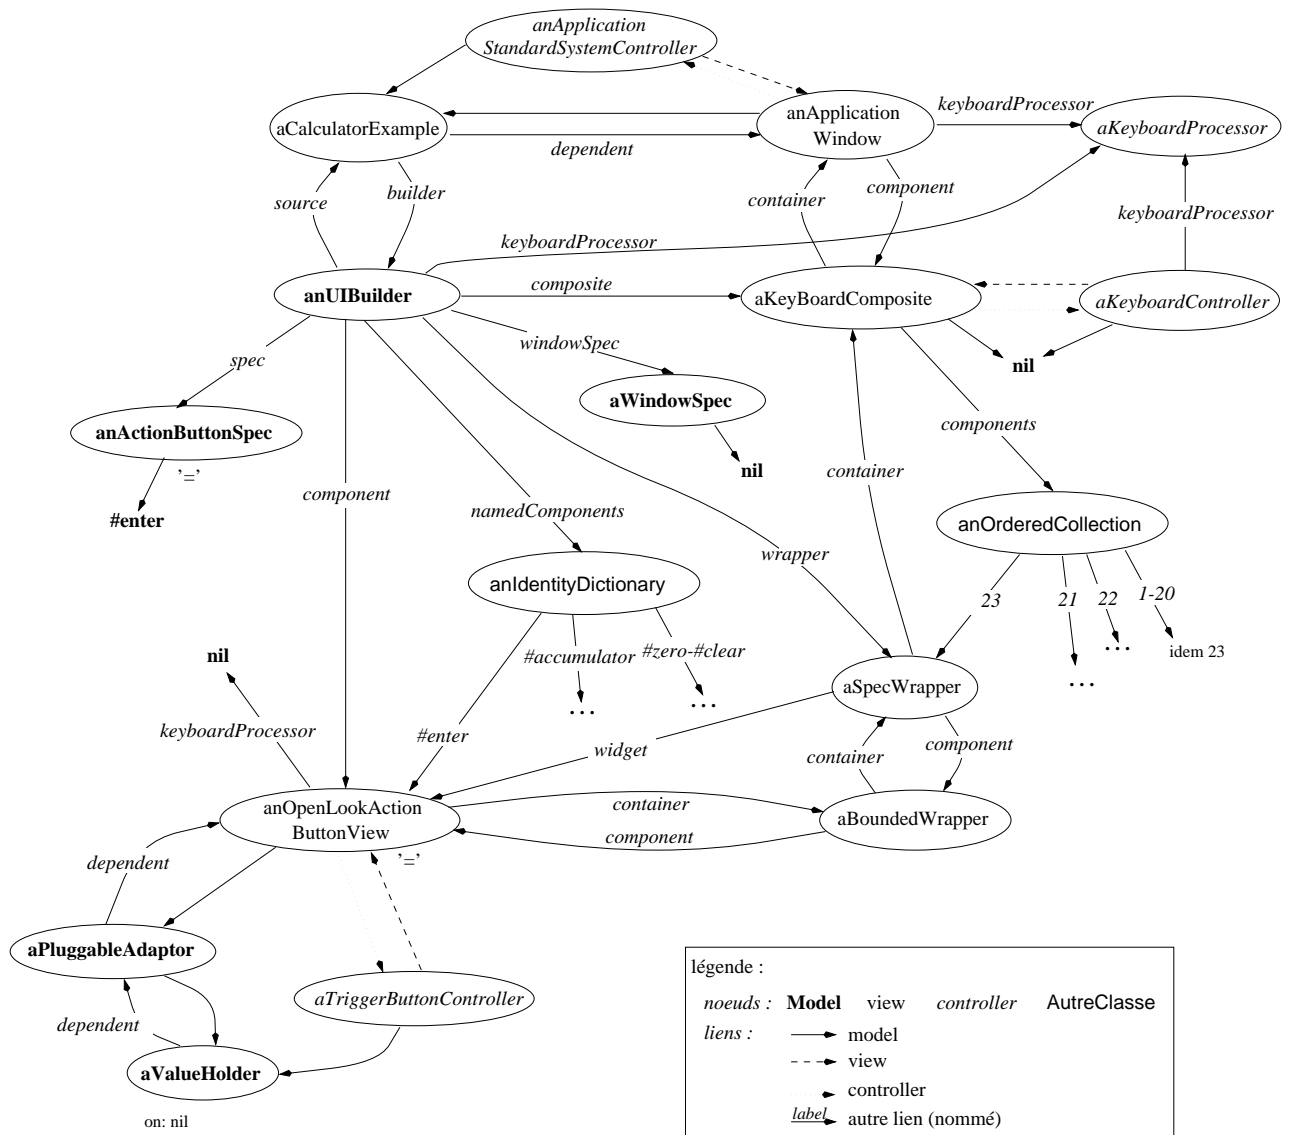 anApplication
StandardSystemController
aCalculatorExample
anApplication
Window
keyboardProcessor
aKeyboardProcessor
dependent
source
builder
container
component
keyboardProcessor
keyboardProcessor
anUIBuilder
composite
aKeyBoardComposite
aKeyboardController
windowSpec
nil
spec
aWindowSpec
anActionButtonSpec
'='
nil
#enter
component
namedComponents
container
components
anOrderedCollection
wrapper
anIdentityDictionary
23
21
22
1-20
idem 23
...
...
nil
#accumulator
#zero-#clear
...
...
aSpecWrapper
keyboardProcessor
#enter
widget
container
component
anOpenLookAction
ButtonView
container
component
aBoundedWrapper
'='
dependent
aPluggableAdaptor
aTriggerButtonController
dependent
aValueHolder
on: nil
légende :
noeuds : Model view controller AutreClasse
liens : model
view
controller
label autre lien (nommé)